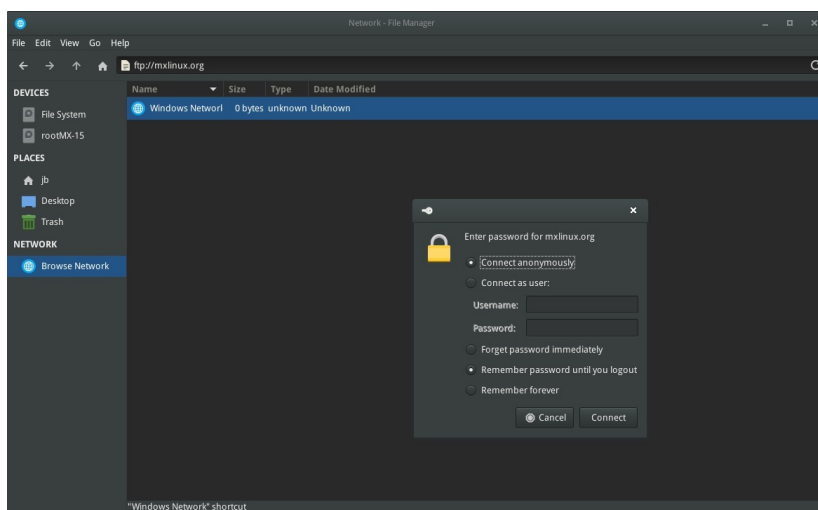 Network - File Manager
File Edit View Go Help
ftp://mxlinux.org
DEVICES
File System
rootMX-15
PLACES
jb
Desktop
Trash
NETWORK
Browse Network
Name Size Type Date Modified
Windows Networl 0 bytes unknown Unknown
Enter password for mxlinux.org
Connect anonymously
Connect as user:
Username:
Password:
Forget password immediately
Remember password until you logout
Remember forever
Cancel Connect
"Windows Network" shortcut